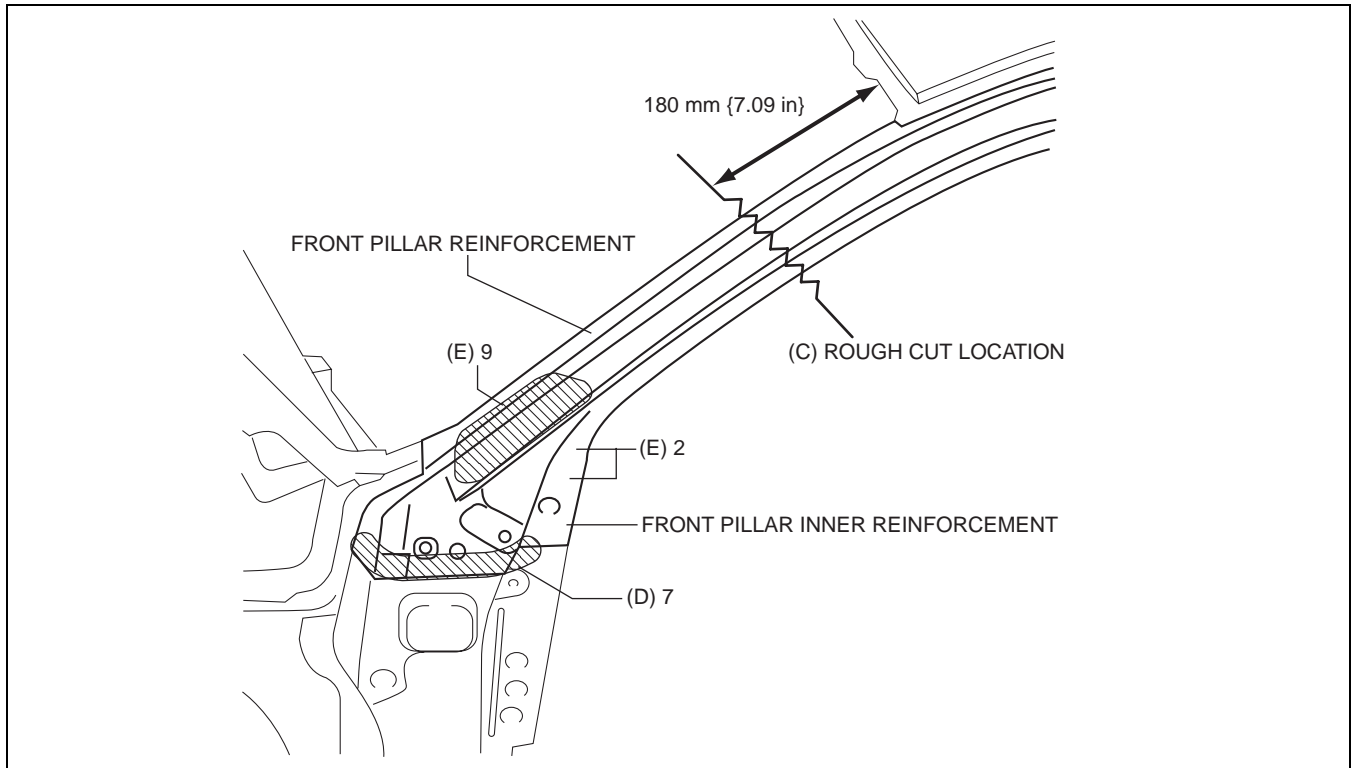 180 mm {7.09 in}
FRONT PILLAR REINFORCEMENT
(E) 9
(C) ROUGH CUT LOCATION
(E) 2
FRONT PILLAR INNER REINFORCEMENT
(D) 7